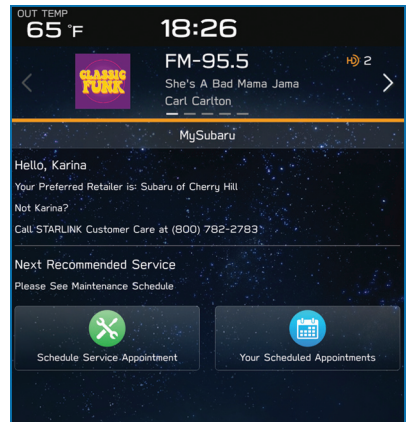 OUT TEMP
65 °F
18:26
FM-95.5
HD 2
CLASSIC
FUNK
She's A Bad Mama Jama
Carl Carlton
MySubaru
Hello, Karina
Your Preferred Retailer is: Subaru of Cherry Hill
Not Karina?
Call STARLINK Customer Care at (800) 782-2783
Next Recommended Service
Please See Maintenance Schedule
Schedule Service Appointment
Your Scheduled Appointments